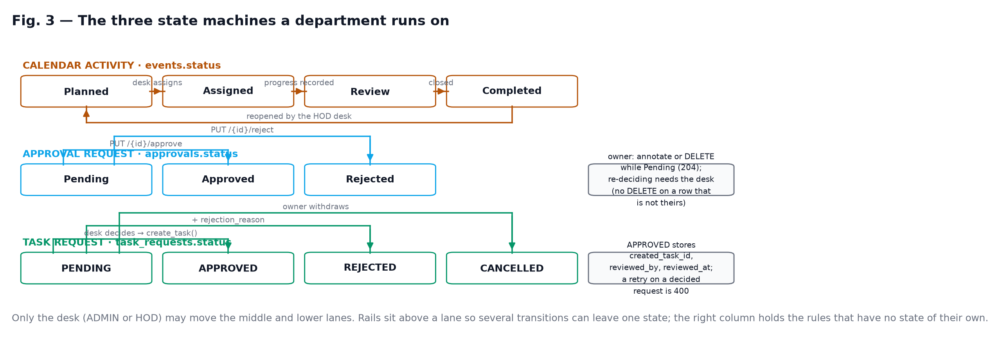 Fig. 3 — The three state machines a department runs on
CALENDAR ACTIVITY · events.status
desk assigns
progress recorded
closed
Planned
Assigned
Review
Completed
reopened by the HOD desk
PUT /{id}/reject
PUT /{id}/approve
APPROVAL REQUEST · approvals.status
Pending
Approved
Rejected
owner: annotate or DELETE
while Pending (204);
re-deciding needs the desk
(no DELETE on a row that
is not theirs)
owner withdraws
+ rejection_reason
desk decides → create_task()
TASK REQUEST · task_requests.status
PENDING
APPROVED
REJECTED
CANCELLED
APPROVED stores
created_task_id,
reviewed_by, reviewed_at;
a retry on a decided
request is 400
Only the desk (ADMIN or HOD) may move the middle and lower lanes. Rails sit above a lane so several transitions can leave one state; the right column holds the rules that have no state of their own.